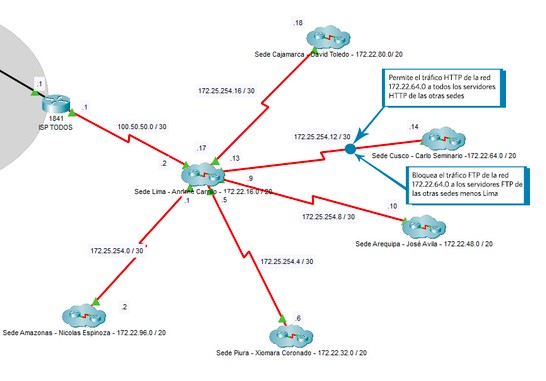 .18
Sede Cajamarca - David Toledo - 172.22.80.0/ 20
.1
1841
ISP TODOS
.1
172.25.254.16 / 30
Permite el tráfico HTTP de la red
172.22.64.0 a todos los servidores
HTTP de las otras sedes
100.50.50.0 / 30
172.25.254.12 / 30
.14
.17
.13
Sede Cusco - Carlo Seminario - 172.22.64.0 / 20
.2
.9
Bloquea el tráfico FTP de la red
172.22.64.0 a los servidores FTP de
las otras sedes menos Lima
Sede Lima - 172.22.16.0 / 20
.1
.5
172.25.254.8 / 30
.10
Sede Arequipa - José Avila - 172.22.48.0 / 20
172.25.254.0 / 30
172.25.254.4 / 30
.2
.6
Sede Amazonas - Nicolas Espinoza - 172.22.96.0 / 20
Sede Piura - Xiomara Coronado - 172.22.32.0 / 20